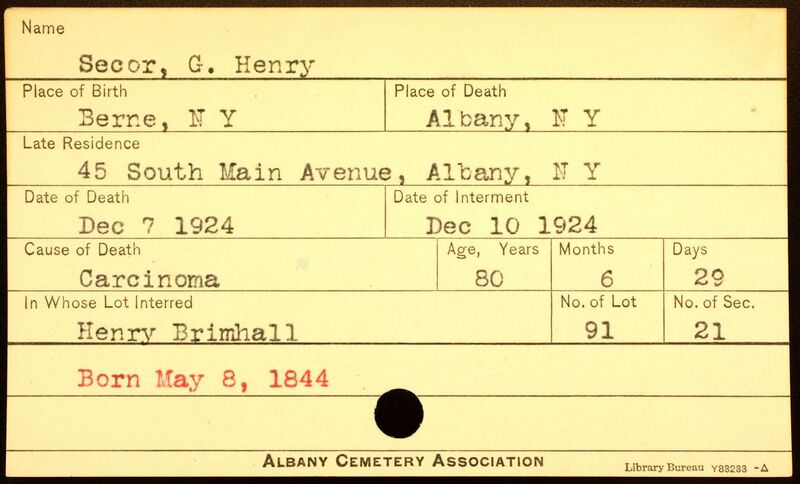 Name
Secor, G. Henry
Place of Birth Place of Death
Berne, N Y Albany, N Y
Late Residence
45 South Main Avenue, Albany, N Y
Date of Death Date of Interment
Dec 7 1924 Dec 10 1924
Cause of Death Age, Years Months Days
Carcinoma 80 6 29
In Whose Lot Interred No. of Lot No. of Sec.
Henry Brimhall 91 21
Born May 8, 1844
ALBANY CEMETERY ASSOCIATION
Library Bureau Y83233 -Δ